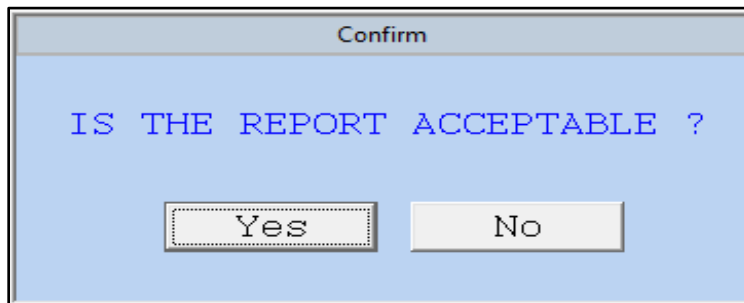 Confirm
IS THE REPORT ACCEPTABLE ?
Yes No